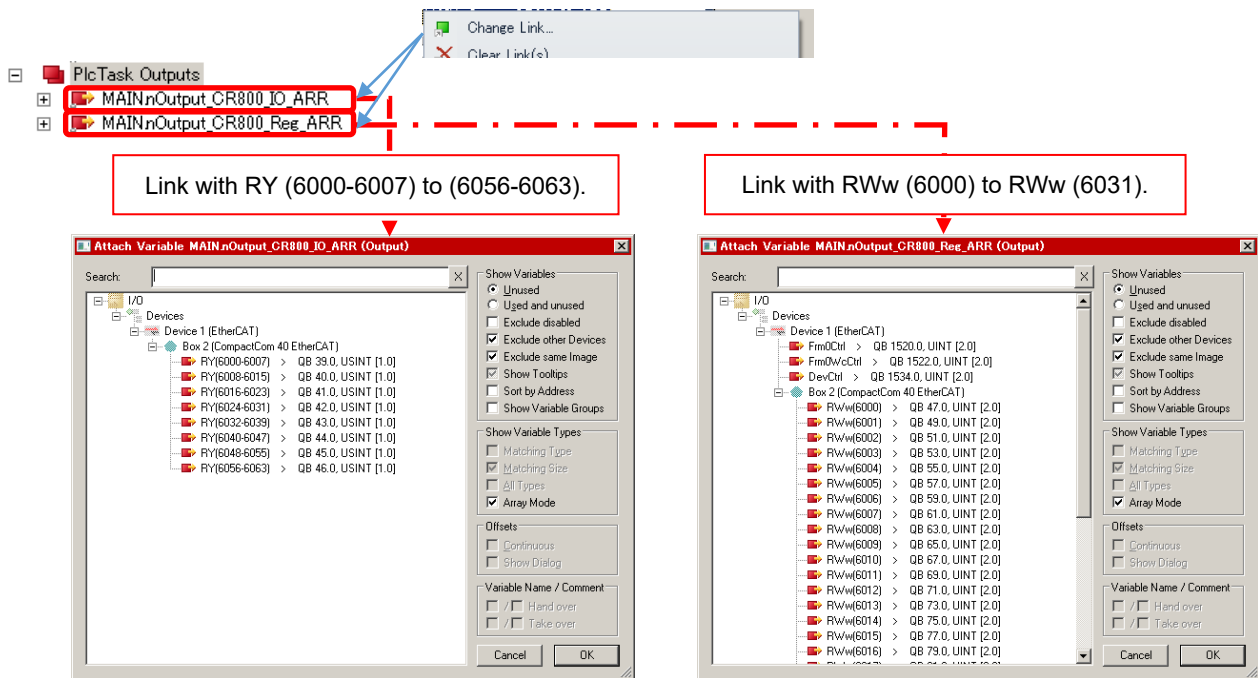 Change Link...
Clear Link(s)
PlcTask Outputs
MAIN.nOutput_CR800_IO_ARR
MAIN.nOutput_CR800_Reg_ARR
Link with RY (6000-6007) to (6056-6063).
Link with RWw (6000) to RWw (6031).
Attach Variable MAIN.nOutput_CR800_IO_ARR (Output)
Search:
I/O
Devices
Device 1 (EtherCAT)
Box 2 (CompactCom 40 EtherCAT)
RY(6000-6007) > QB 39.0, USINT [1.0]
RY(6008-6015) > QB 40.0, USINT [1.0]
RY(6016-6023) > QB 41.0, USINT [1.0]
RY(6024-6031) > QB 42.0, USINT [1.0]
RY(6032-6039) > QB 43.0, USINT [1.0]
RY(6040-6047) > QB 44.0, USINT [1.0]
RY(6048-6055) > QB 45.0, USINT [1.0]
RY(6056-6063) > QB 46.0, USINT [1.0]
Show Variables
Unused
Used and unused
Exclude disabled
Exclude other Devices
Exclude same Image
Show Tooltips
Sort by Address
Show Variable Groups
Show Variable Types
Matching Type
Matching Size
All Types
Array Mode
Offsets
Continuous
Show Dialog
Variable Name / Comment
/ Hand over
/ Take over
Cancel OK
Attach Variable MAIN.nOutput_CR800_Reg_ARR (Output)
Search:
I/O
Devices
Device 1 (EtherCAT)
Frm0Ctrl > QB 1520.0, UINT [2.0]
Frm0WcCtrl > QB 1522.0, UINT [2.0]
DevCtrl > QB 1534.0, UINT [2.0]
Box 2 (CompactCom 40 EtherCAT)
RWw(6000) > QB 47.0, UINT [2.0]
RWw(6001) > QB 49.0, UINT [2.0]
RWw(6002) > QB 51.0, UINT [2.0]
RWw(6003) > QB 53.0, UINT [2.0]
RWw(6004) > QB 55.0, UINT [2.0]
RWw(6005) > QB 57.0, UINT [2.0]
RWw(6006) > QB 59.0, UINT [2.0]
RWw(6007) > QB 61.0, UINT [2.0]
RWw(6008) > QB 63.0, UINT [2.0]
RWw(6009) > QB 65.0, UINT [2.0]
RWw(6010) > QB 67.0, UINT [2.0]
RWw(6011) > QB 69.0, UINT [2.0]
RWw(6012) > QB 71.0, UINT [2.0]
RWw(6013) > QB 73.0, UINT [2.0]
RWw(6014) > QB 75.0, UINT [2.0]
RWw(6015) > QB 77.0, UINT [2.0]
RWw(6016) > QB 79.0, UINT [2.0]
Show Variables
Unused
Used and unused
Exclude disabled
Exclude other Devices
Exclude same Image
Show Tooltips
Sort by Address
Show Variable Groups
Show Variable Types
Matching Type
Matching Size
All Types
Array Mode
Offsets
Continuous
Show Dialog
Variable Name / Comment
/ Hand over
/ Take over
Cancel OK